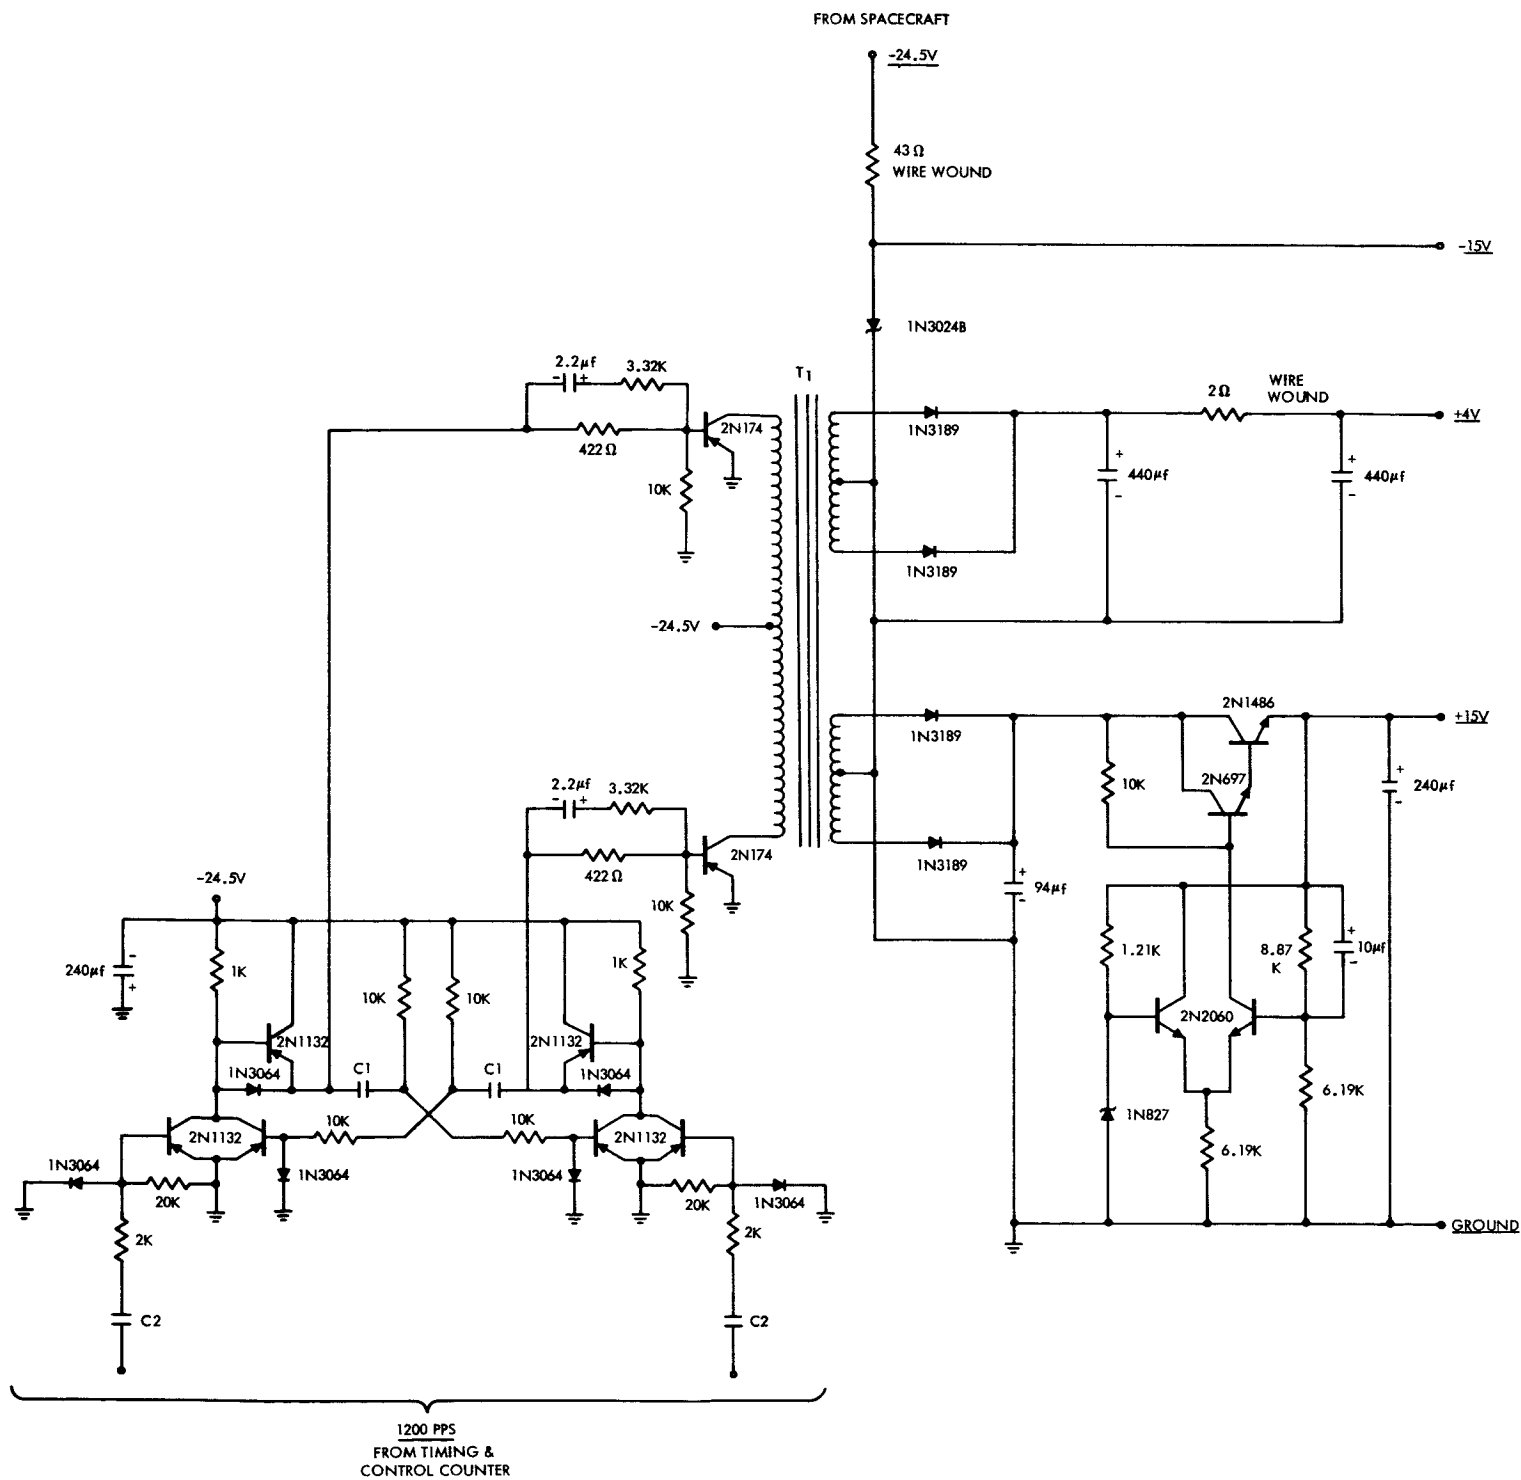 FROM SPACECRAFT
-24.5V
43 Ω
WIRE WOUND
-15V
1N3024B
2.2µf
- +
3.32K
T1
2N174
422 Ω
10K
1N3189
2 Ω
WIRE
WOUND
+4V
+
440µf
-
+
440µf
-
1N3189
-24.5V
2N1486
+15V
1N3189
2N697
10K
+
240µf
-
2.2µf
- +
3.32K
2N174
422 Ω
10K
1N3189
+
94µf
-
-24.5V
-
240µf
+
1K
10K
10K
1K
1.21K
8.87
K
+
10µf
-
2N2060
2N1132
2N1132
1N3064
C1
C1
1N3064
10K
10K
2N1132
2N1132
1N827
6.19K
6.19K
1N3064
1N3064
1N3064
1N3064
20K
20K
2K
2K
GROUND
C2
C2
1200 PPS
FROM TIMING &
CONTROL COUNTER